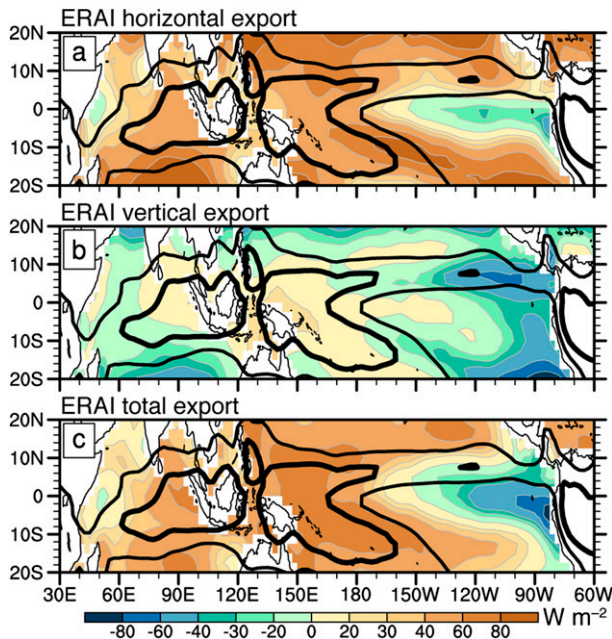 ERAI horizontal export
a
20N
10N
0
10S
20S
ERAI vertical export
b
20N
10N
0
10S
20S
ERAI total export
c
20N
10N
0
10S
20S
30E 60E 90E 120E 150E 180E 150W 120W 90W 60W
-80 -60 -40 -30 -20 0 20 30 40 60 80 W m−2